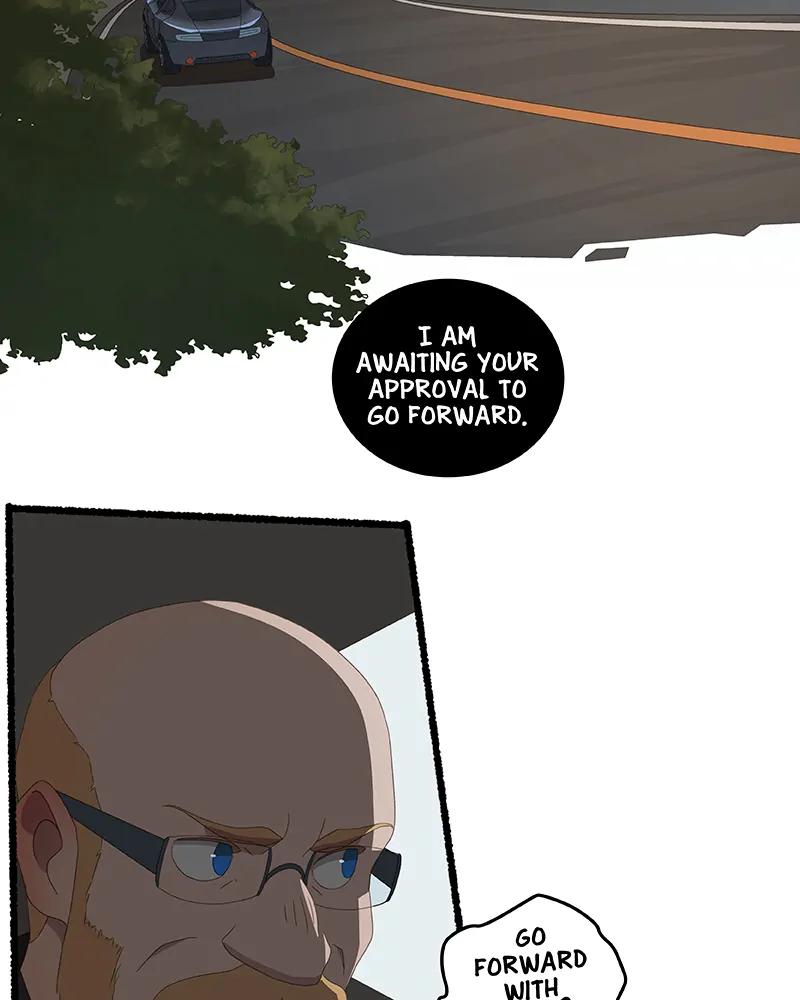 I AM
AWAITING YOUR
APPROVAL TO
GO FORWARD.
GO
FORWARD
WITH